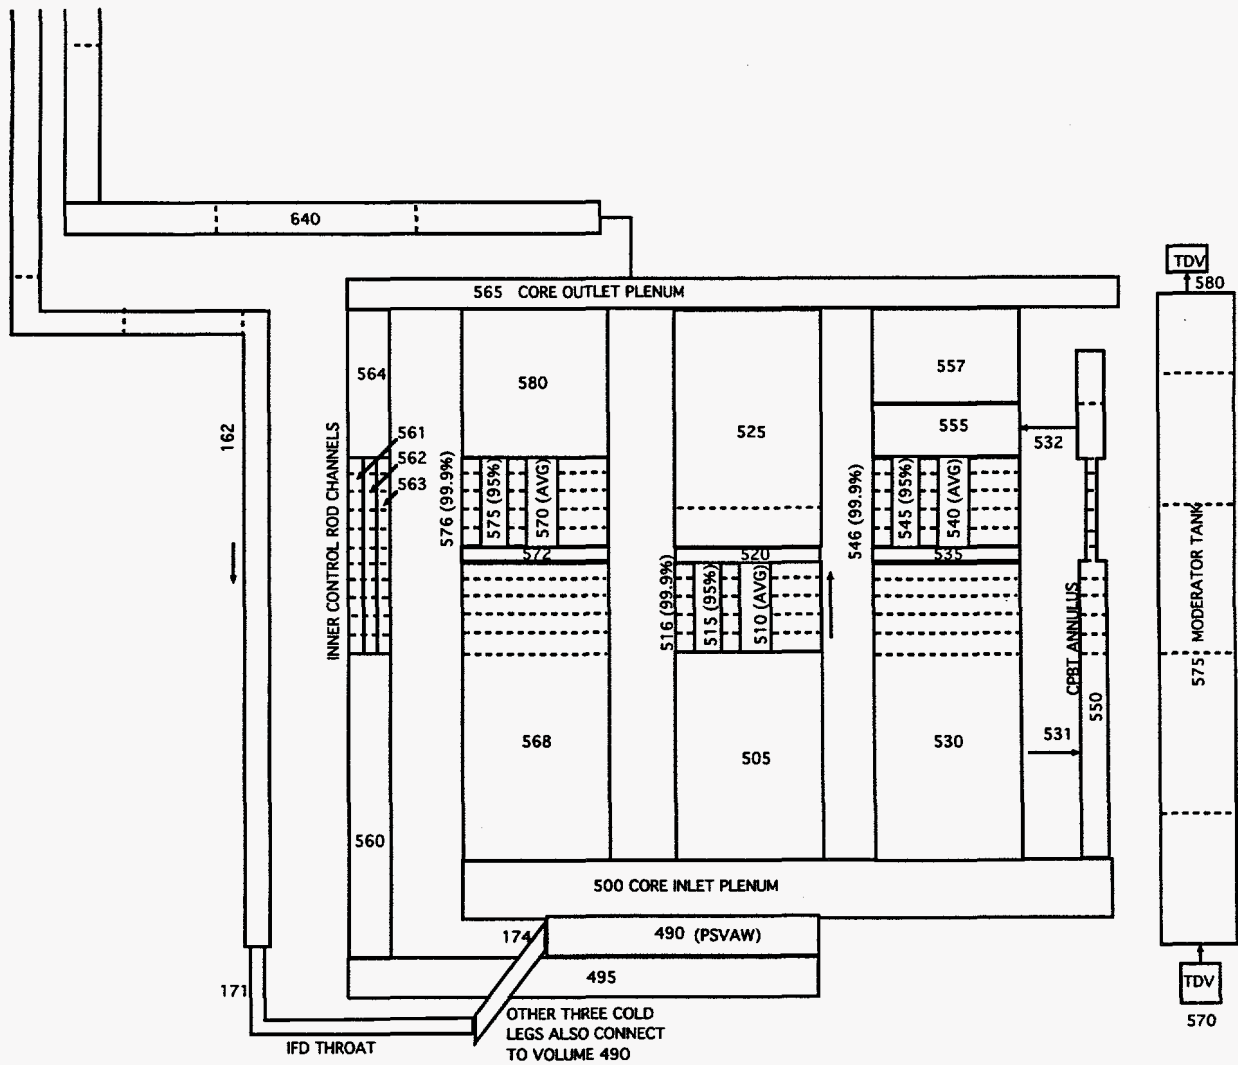 640
TDV
580
565 CORE OUTLET PLENUM
564
580
525
557
555
532
162
INNER CONTROL ROD CHANNELS
561
562
563
576 (99.9%)
575 (95%)
570 (AVG)
546 (99.9%)
545 (95%)
540 (AVG)
572
520
535
516 (99.9%)
515 (95%)
510 (AVG)
CPBT ANNULUS
550
575 MODERATOR TANK
568
505
530
531
560
500 CORE INLET PLENUM
174
490 (PSVAW)
495
171
TDV
570
IFD THROAT
OTHER THREE COLD
LEGS ALSO CONNECT
TO VOLUME 490